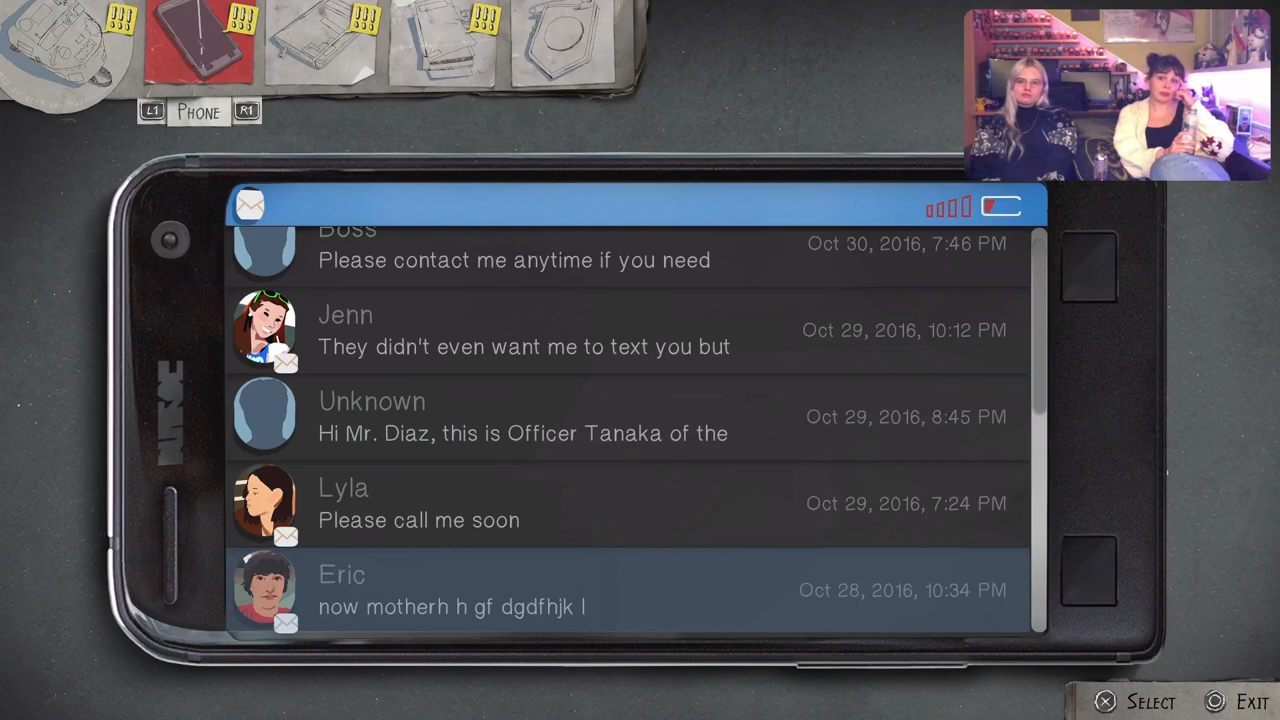 L1 PHONE R1
Boss
Oct 30, 2016, 7:46 PM
Please contact me anytime if you need
Jenn
Oct 29, 2016, 10:12 PM
They didn't even want me to text you but
Unknown
Oct 29, 2016, 8:45 PM
Hi Mr. Diaz, this is Officer Tanaka of the
Lyla
Oct 29, 2016, 7:24 PM
Please call me soon
Eric
Oct 28, 2016, 10:34 PM
now motherh h gf dgdfhjk l
SELECT EXIT